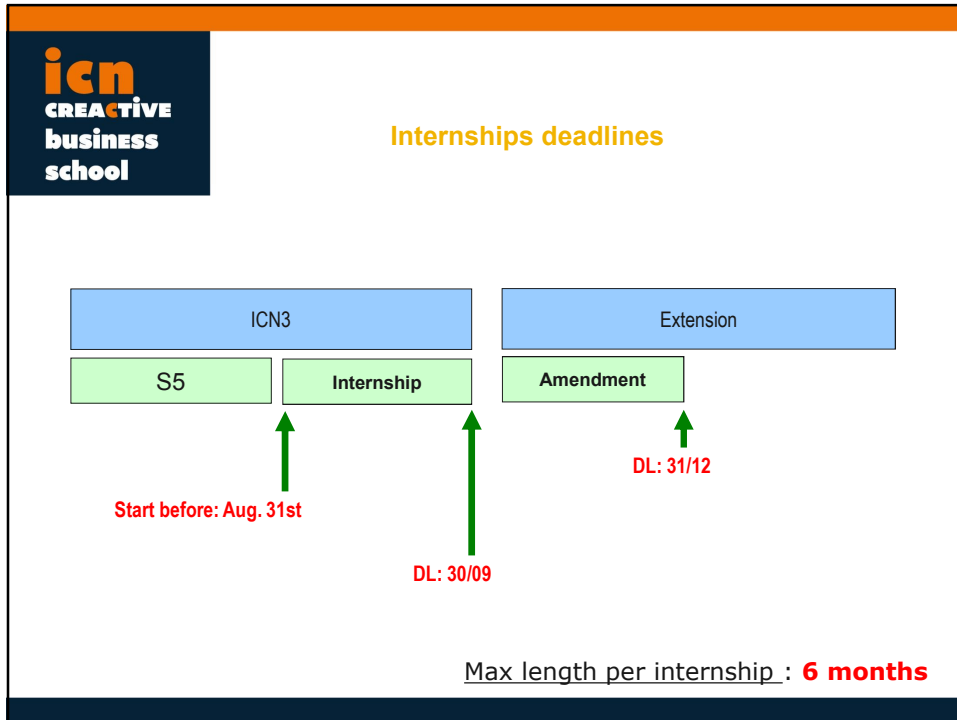 icn
CREACTIVE
business
school
Internships deadlines
ICN3
Extension
S5
Internship
Amendment
DL: 31/12
Start before: Aug. 31st
DL: 30/09
Max length per internship : 6 months